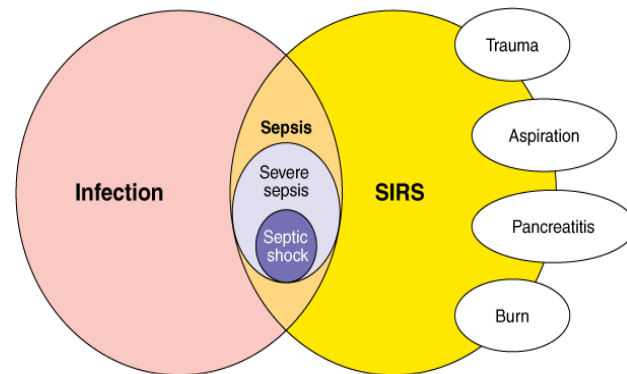 Trauma
Sepsis
Aspiration
Severe
sepsis
Infection
SIRS
Pancreatitis
Septic
shock
Burn